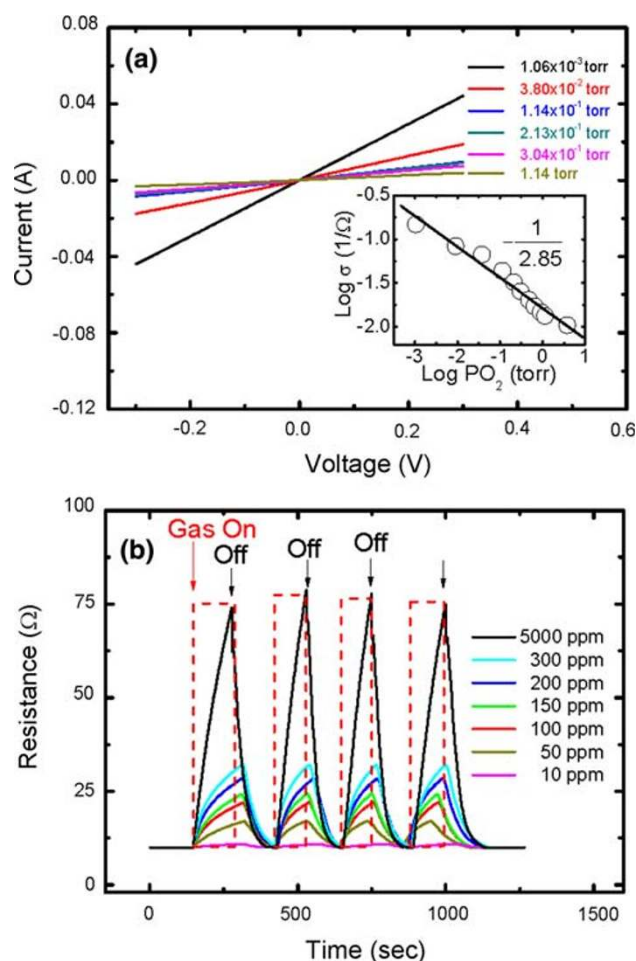 (a)
0.08
0.04
0.00
-0.04
-0.08
-0.12
Current (A)
1.06x10⁻³ torr
3.80x10⁻² torr
1.14x10⁻¹ torr
2.13x10⁻¹ torr
3.04x10⁻¹ torr
1.14 torr
-0.5
-1.0
-1.5
-2.0
Log σ (1/Ω)
- 1
2.85
-3 -2 -1 0 1
Log PO₂ (torr)
-0.2 0.0 0.2 0.4 0.6
Voltage (V)
(b)
100
75
50
25
0
Resistance (Ω)
Gas On
Off
Off
Off
5000 ppm
300 ppm
200 ppm
150 ppm
100 ppm
50 ppm
10 ppm
0 500 1000 1500
Time (sec)